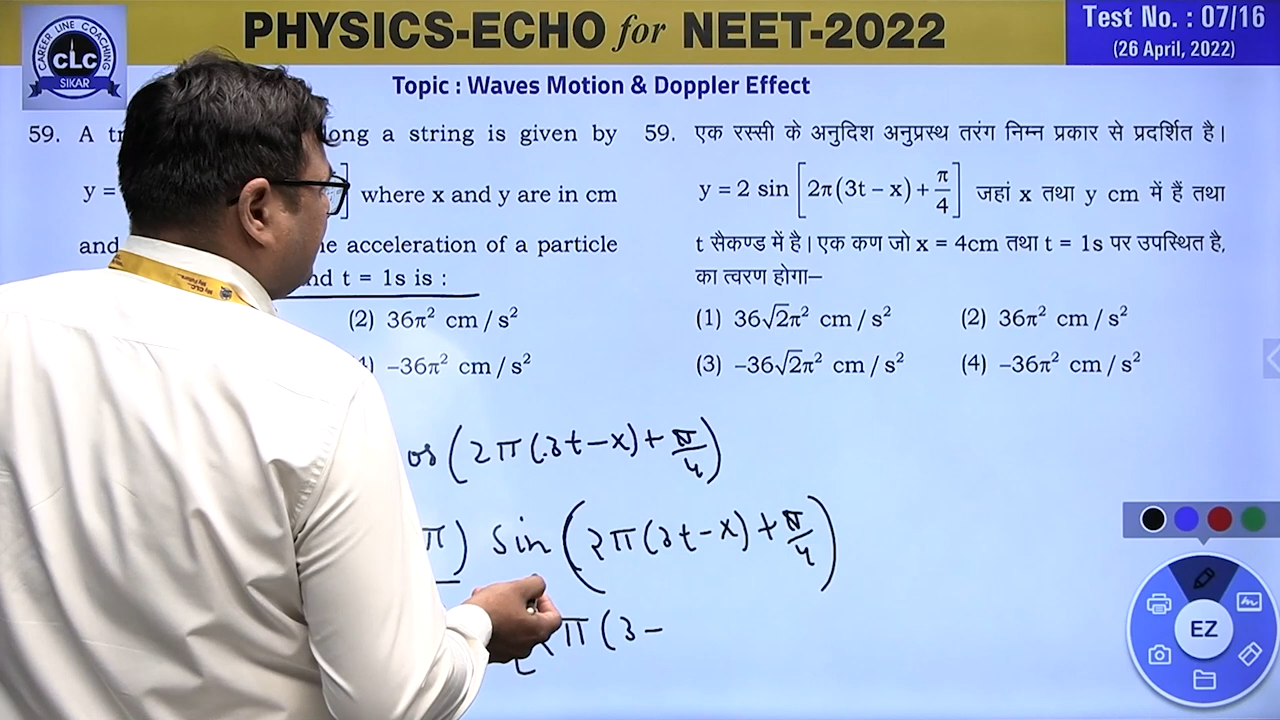 PHYSICS-ECHO for NEET-2022
Test No. : 07/16
(26 April, 2022)
CAREER LINE COACHING
CLC
SIKAR
Topic : Waves Motion & Doppler Effect
59. A
along a string is given by
y =
] where x and y are in cm
and
acceleration of a particle
t = 1s is :
(2) 36π² cm / s²
–36π² cm / s²
59. एक रस्सी के अनुदिश अनुप्रस्थ तरंग निम्न प्रकार से प्रदर्शित है।
y = 2 sin [2π(3t – x) + π/4] जहां x तथा y cm में हैं तथा
t सैकण्ड में है। एक कण जो x = 4cm तथा t = 1s पर उपस्थित है,
का त्वरण होगा–
(1) 36√2π² cm / s² (2) 36π² cm / s²
(3) –36√2π² cm / s² (4) –36π² cm / s²
os (2π(3t–x)+π/4)
π) Sin (2π(3t–x)+π/4)
π(3–
EZ